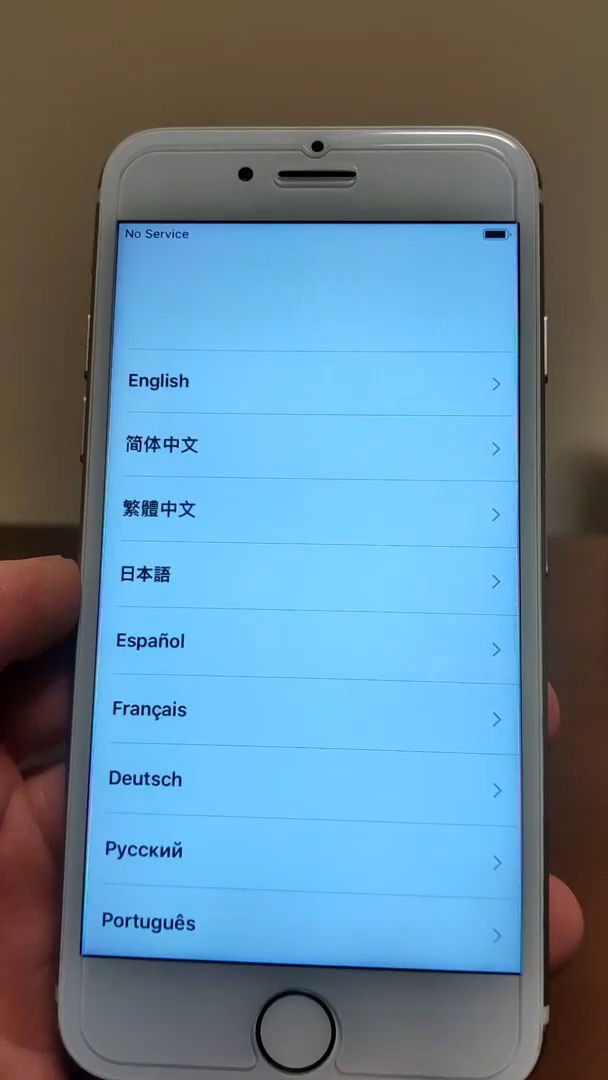 No Service
English
简体中文
繁體中文
日本語
Español
Français
Deutsch
Русский
Português